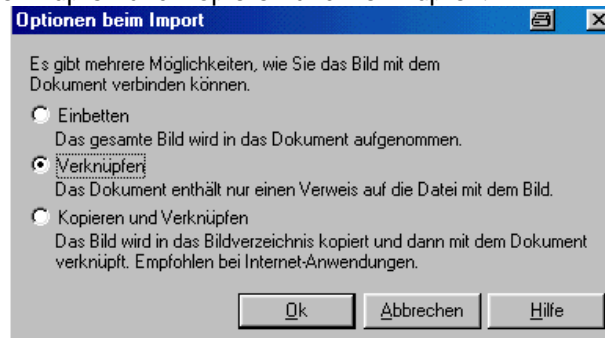 Optionen beim Import
Es gibt mehrere Möglichkeiten, wie Sie das Bild mit dem
Dokument verbinden können.
Einbetten
Das gesamte Bild wird in das Dokument aufgenommen.
Verknüpfen
Das Dokument enthält nur einen Verweis auf die Datei mit dem Bild.
Kopieren und Verknüpfen
Das Bild wird in das Bildverzeichnis kopiert und dann mit dem Dokument
verknüpft. Empfohlen bei Internet-Anwendungen.
Ok Abbrechen Hilfe